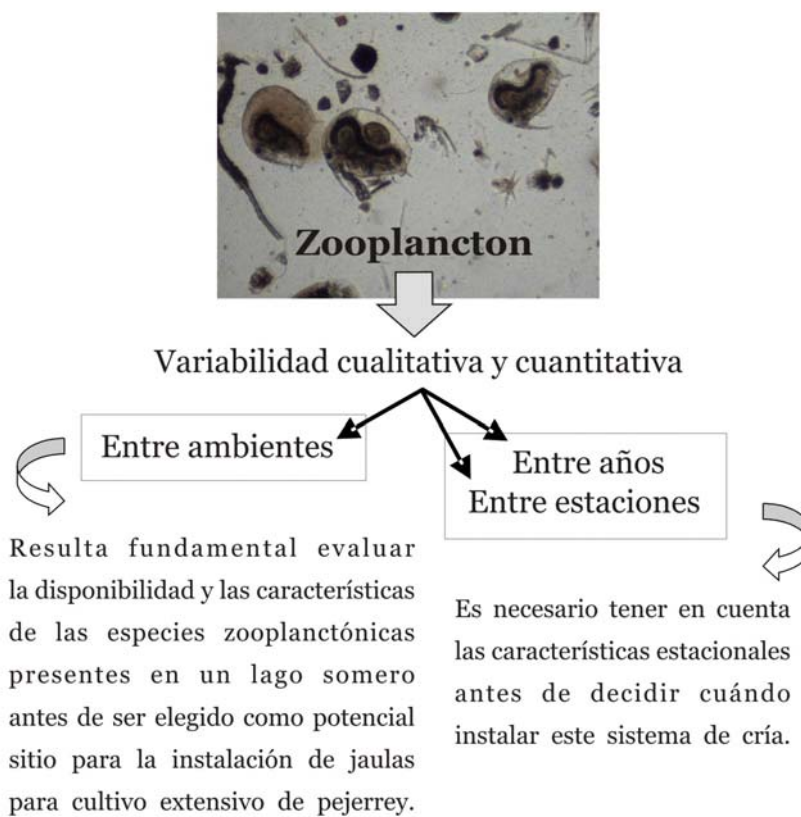 Zooplancton
Variabilidad cualitativa y cuantitativa
Entre ambientes
Entre años
Entre estaciones
Resulta fundamental evaluar
la disponibilidad y las características
de las especies zooplanctónicas
presentes en un lago somero
antes de ser elegido como potencial
sitio para la instalación de jaulas
para cultivo extensivo de pejerrey.
Es necesario tener en cuenta
las características estacionales
antes de decidir cuándo
instalar este sistema de cría.